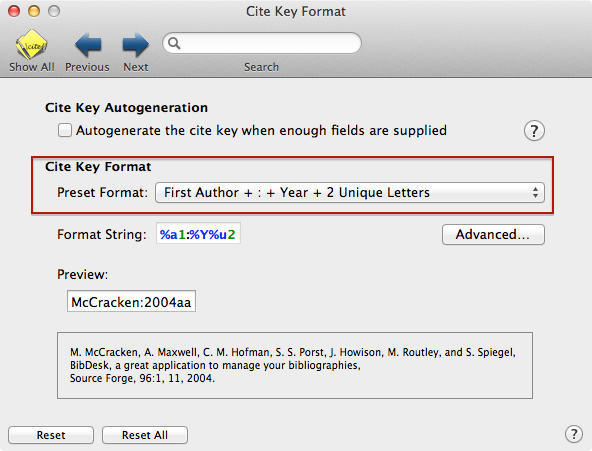 Cite Key Format
cite!
Show All
Previous
Next
Search
Cite Key Autogeneration
Autogenerate the cite key when enough fields are supplied
?
Cite Key Format
Preset Format: First Author + : + Year + 2 Unique Letters
Format String: %a1:%Y%u2
Advanced...
Preview:
McCracken:2004aa
M. McCracken, A. Maxwell, C. M. Hofman, S. S. Porst, J. Howison, M. Routley, and S. Spiegel,
BibDesk, a great application to manage your bibliographies,
Source Forge, 96:1, 11, 2004.
Reset
Reset All
?